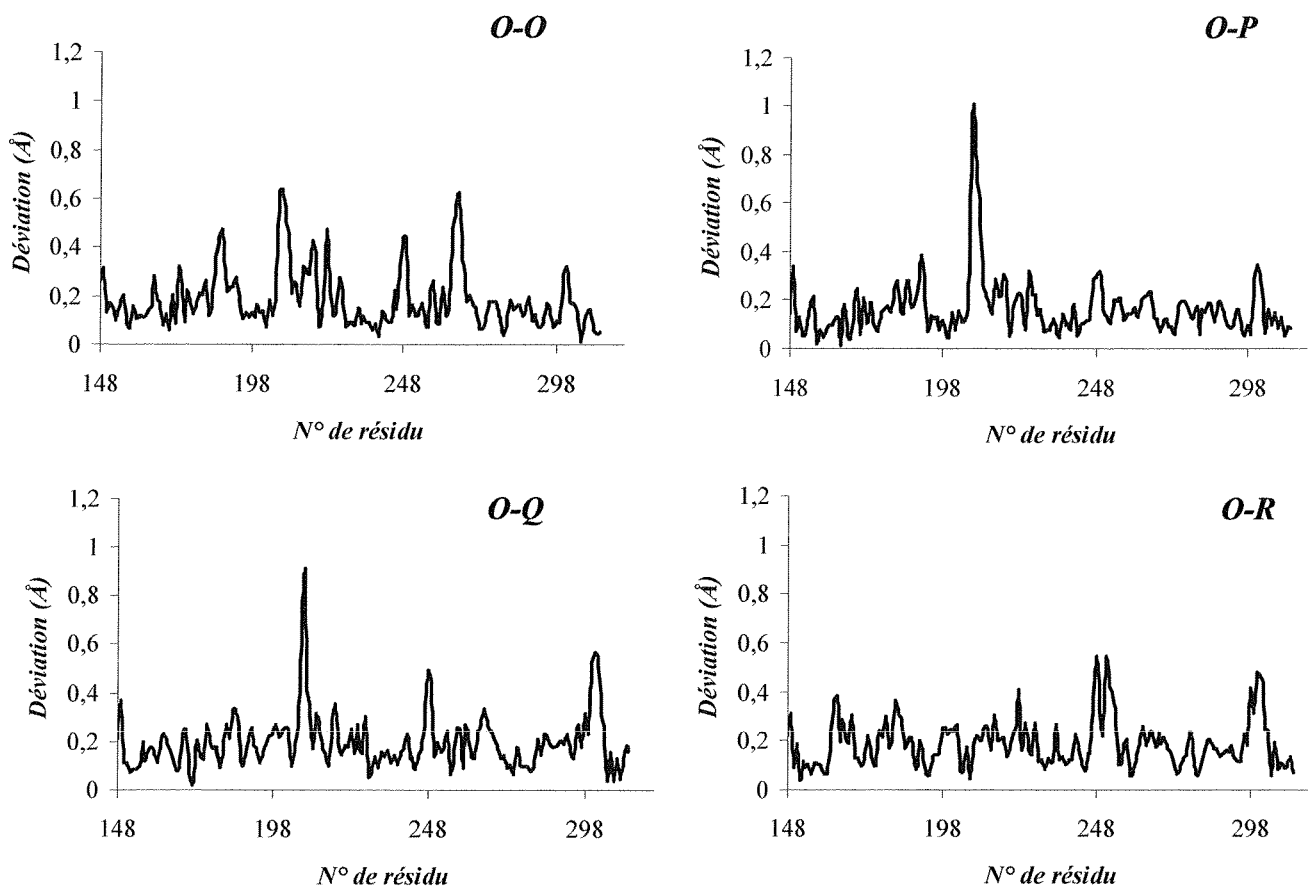 O-O
1,2
1
0,8
0,6
0,4
0,2
0
Déviation (Å)
148 198 248 298
N° de résidu
O-P
1,2
1
0,8
0,6
0,4
0,2
0
Déviation (Å)
148 198 248 298
N° de résidu
O-Q
1,2
1
0,8
0,6
0,4
0,2
0
Déviation (Å)
148 198 248 298
N° de résidu
O-R
1,2
1
0,8
0,6
0,4
0,2
0
Déviation (Å)
148 198 248 298
N° de résidu